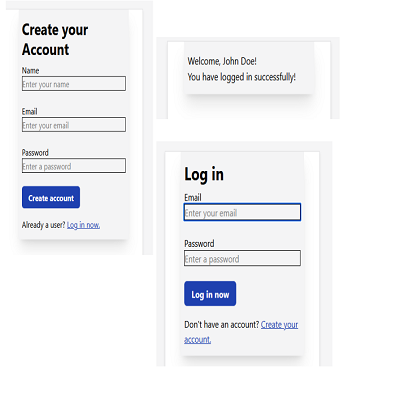 Create your
Account
Name
Enter your name
Email
Enter your email
Password
Enter a password
Create account
Already a user? Log in now.
Welcome, John Doe!
You have logged in successfully!
Log in
Email
Enter your email
Password
Enter a password
Log in now
Don't have an account? Create your
account.